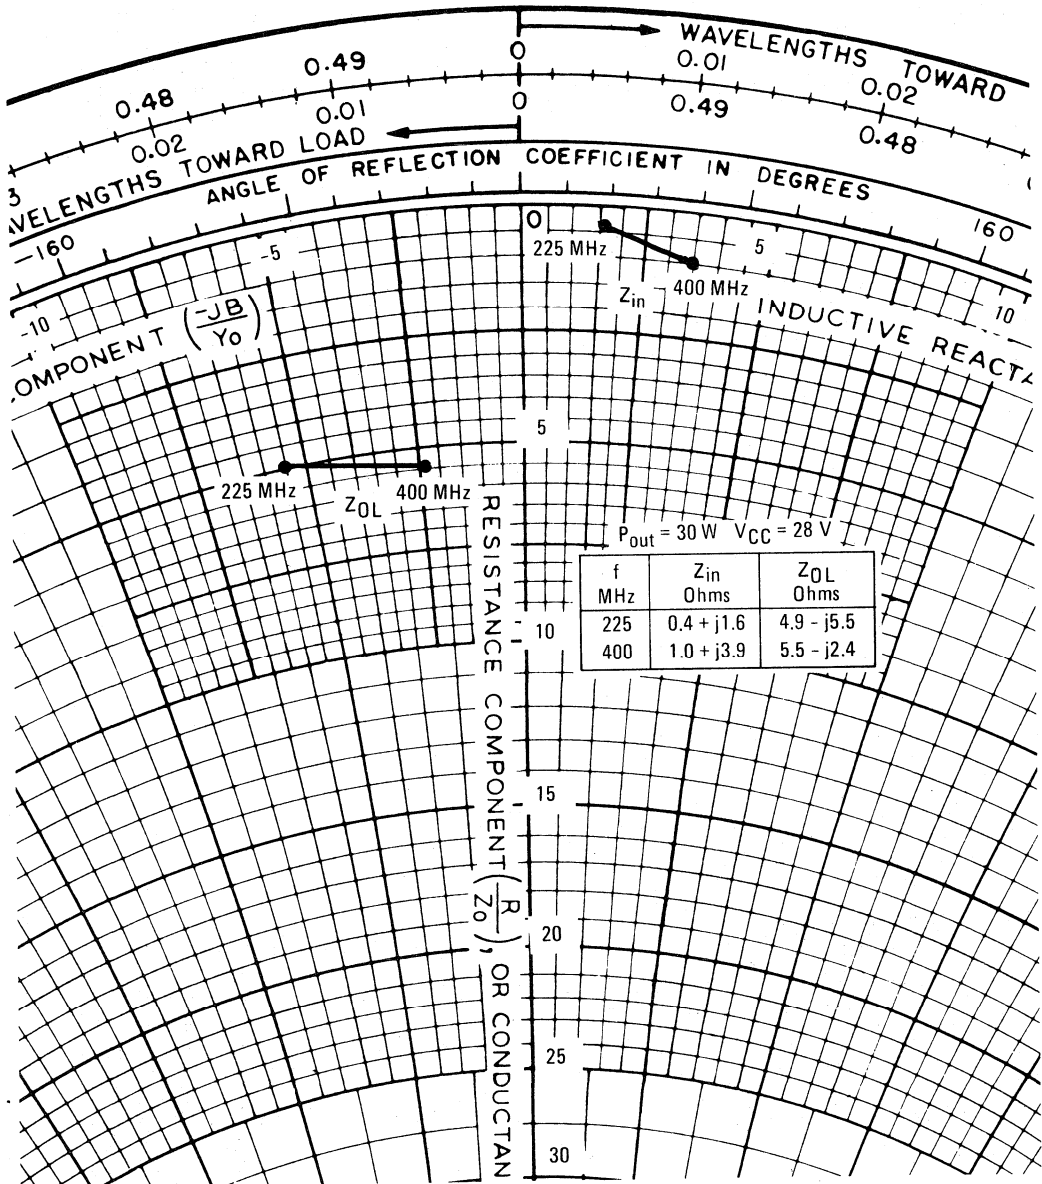 WAVELENGTHS TOWARD
0.48 0.49 0 0.01 0.02
3 0.02 0.01 0 0.49 0.48
AVELENGTHS TOWARD LOAD
ANGLE OF REFLECTION COEFFICIENT IN DEGREES
-160 160
0
-5 5
225 MHz
400 MHz
Zin
-10 10
OMPONENT (-JB/Yo)
INDUCTIVE REACTA
5
225 MHz ZOL 400 MHz
RESISTANCE COMPONENT (R/Zo), OR CONDUCTAN
Pout = 30 W VCC = 28 V
f MHz Zin Ohms ZOL Ohms
225 0.4 + j1.6 4.9 - j5.5
400 1.0 + j3.9 5.5 - j2.4
10
15
20
25
30